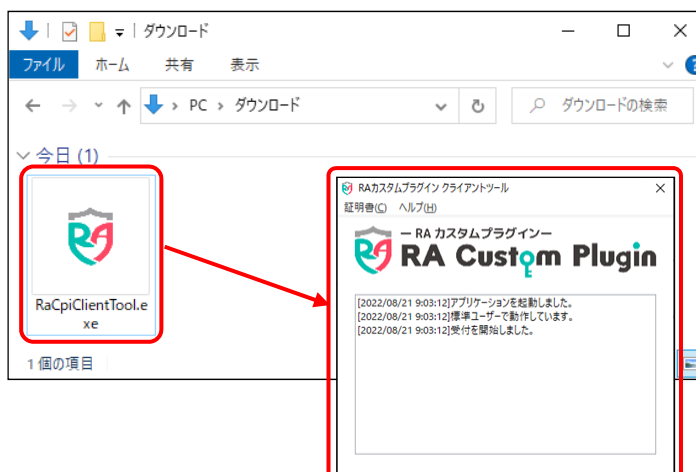 ダウンロード
ファイル ホーム 共有 表示
PC › ダウンロード ダウンロードの検索
今日 (1)
RaCpiClientTool.e
xe
1 個の項目
RAカスタムプラグイン クライアントツール
証明書(C) ヘルプ(H)
ー RA カスタムプラグインー
RA Custom Plugin
[2022/08/21 9:03:12]アプリケーションを起動しました。
[2022/08/21 9:03:12]標準ユーザーで動作しています。
[2022/08/21 9:03:12]受付を開始しました。